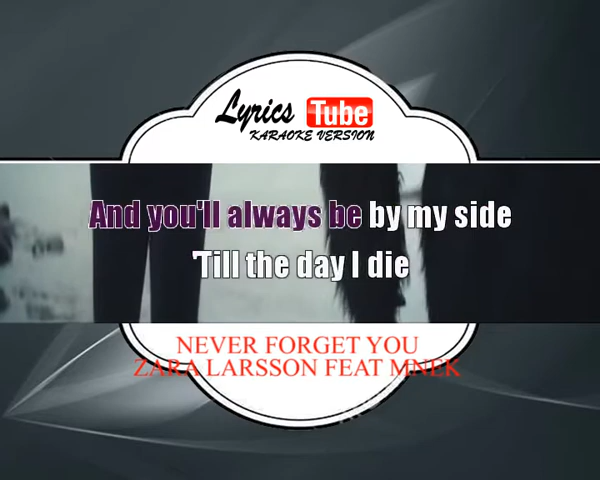 Lyrics Tube
KARAOKE VERSION
And you'll always be by my side
'Till the day I die
NEVER FORGET YOU
ZARA LARSSON FEAT MNEK